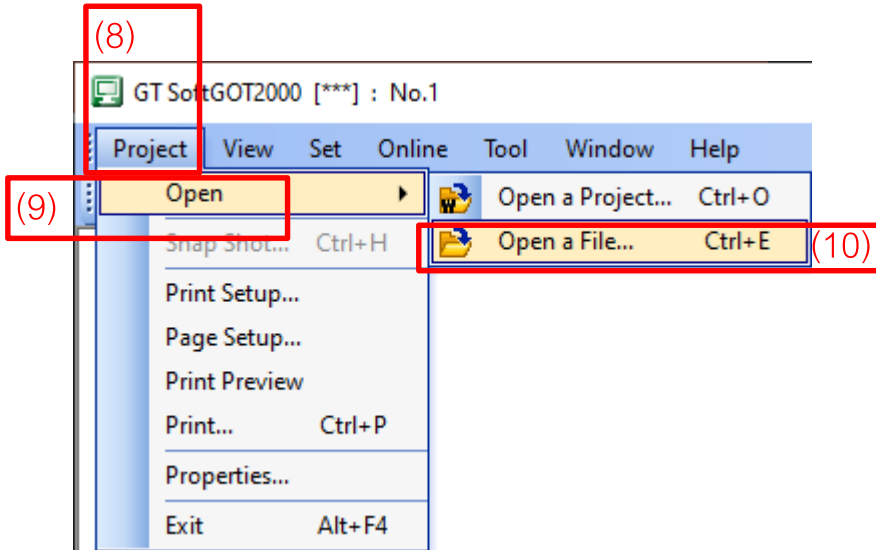 (8)
GT SoftGOT2000 [***] : No.1
Project View Set Online Tool Window Help
(9) Open Open a Project... Ctrl+O
Snap Shot... Ctrl+H Open a File... Ctrl+E (10)
Print Setup...
Page Setup...
Print Preview
Print... Ctrl+P
Properties...
Exit Alt+F4